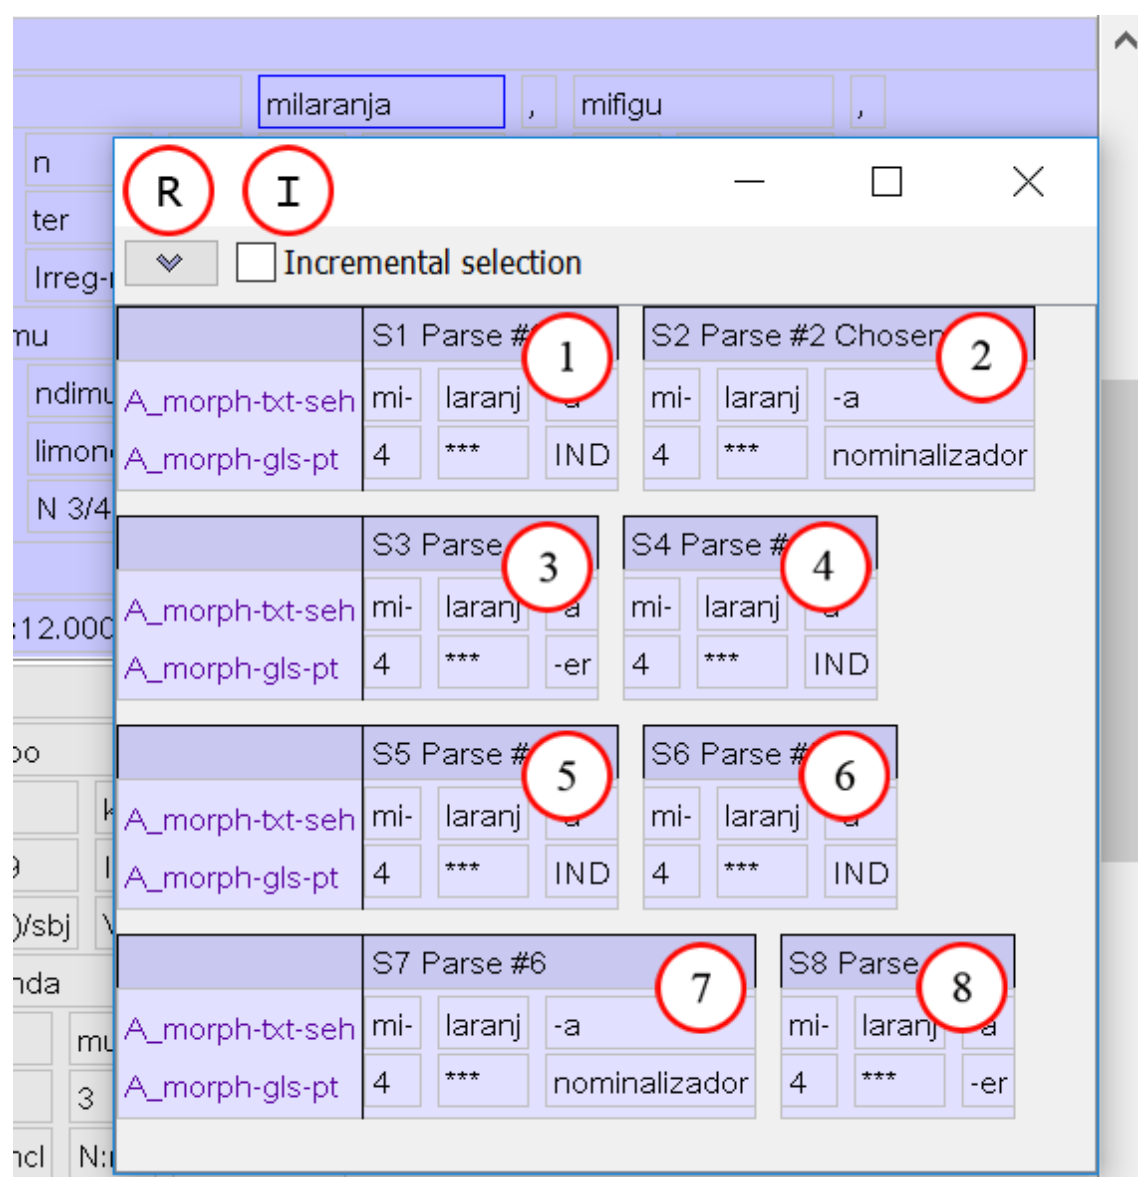 milaranja , mifigu ,
n
ter
Irreg-
R I
Incremental selection
mu
ndimu
limon
N 3/4
:12.000
S1 Parse # 1 S2 Parse #2 Chosen 2
A_morph-txt-seh mi- laranj -a mi- laranj -a
A_morph-gls-pt 4 *** IND 4 *** nominalizador
S3 Parse 3 S4 Parse # 4
A_morph-txt-seh mi- laranj -a mi- laranj -a
A_morph-gls-pt 4 *** -er 4 *** IND
S5 Parse # 5 S6 Parse # 6
A_morph-txt-seh mi- laranj -a mi- laranj -a
A_morph-gls-pt 4 *** IND 4 *** IND
S7 Parse #6 7 S8 Parse 8
A_morph-txt-seh mi- laranj -a mi- laranj -a
A_morph-gls-pt 4 *** nominalizador 4 *** -er
)/sbj
nda
mu
3
ncl N: